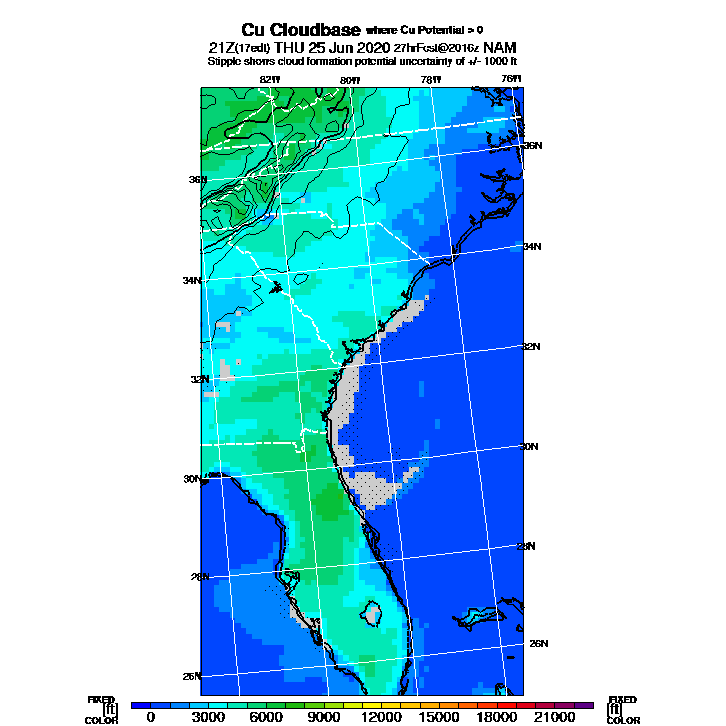 Cu Cloudbase where Cu Potential > 0
21Z(17edt) THU 25 Jun 2020 27hrFcst@2016z NAM
Stipple shows cloud formation potential uncertainty of +/- 1000 ft
82W 80W 78W 76W
36N
36N
34N
34N
32N
32N
30N
30N
28N
28N
26N
26N
FIXED FIXED
[ft] [ft]
COLOR 0 3000 6000 9000 12000 15000 18000 21000 COLOR